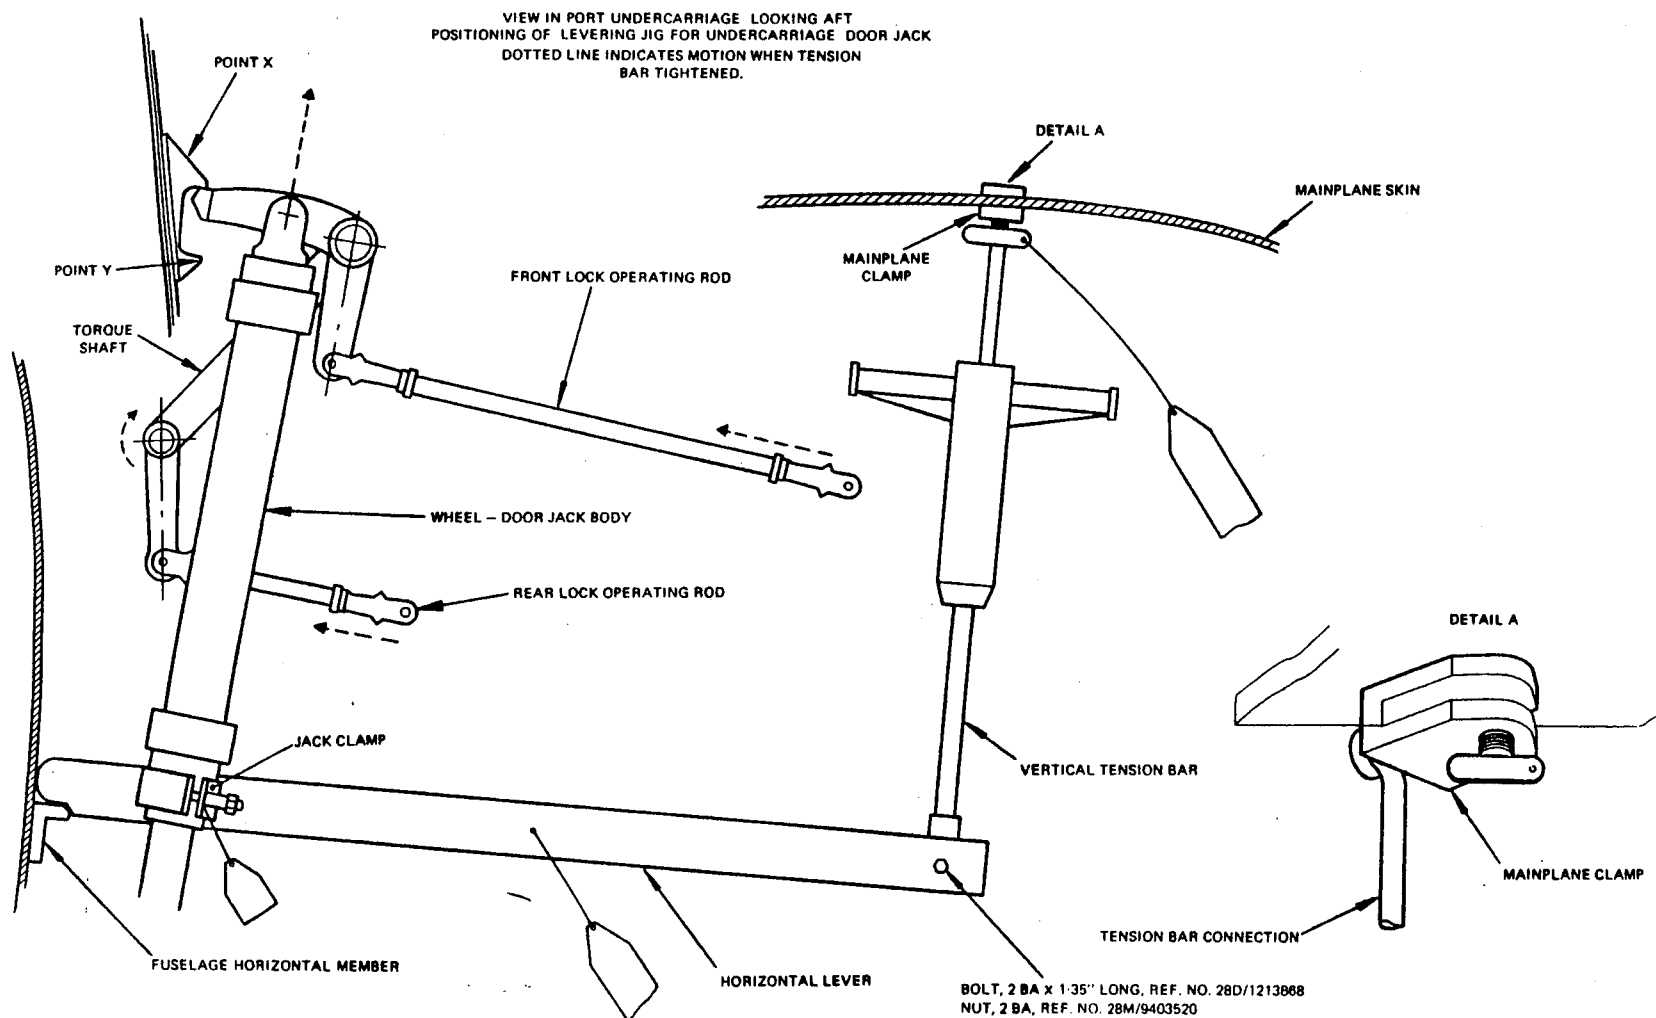 VIEW IN PORT UNDERCARRIAGE LOOKING AFT
POSITIONING OF LEVERING JIG FOR UNDERCARRIAGE DOOR JACK
DOTTED LINE INDICATES MOTION WHEN TENSION
BAR TIGHTENED.
POINT X
DETAIL A
MAINPLANE SKIN
MAINPLANE
CLAMP
POINT Y
FRONT LOCK OPERATING ROD
TORQUE
SHAFT
WHEEL – DOOR JACK BODY
REAR LOCK OPERATING ROD
DETAIL A
JACK CLAMP
VERTICAL TENSION BAR
MAINPLANE CLAMP
TENSION BAR CONNECTION
FUSELAGE HORIZONTAL MEMBER
HORIZONTAL LEVER
BOLT, 2 BA x 1·35" LONG, REF. NO. 28D/1213868
NUT, 2 BA, REF. NO. 28M/9403520